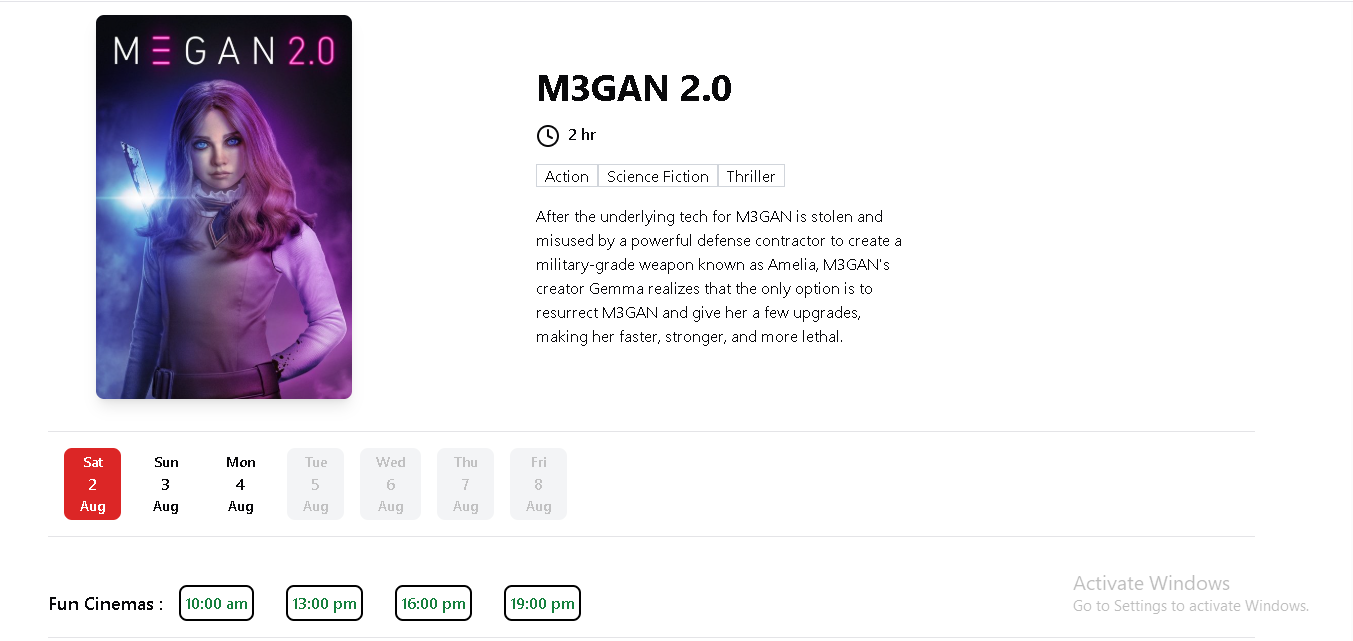 MΞGAN 2.0
M3GAN 2.0
2 hr
Action Science Fiction Thriller
After the underlying tech for M3GAN is stolen and
misused by a powerful defense contractor to create a
military-grade weapon known as Amelia, M3GAN's
creator Gemma realizes that the only option is to
resurrect M3GAN and give her a few upgrades,
making her faster, stronger, and more lethal.
Sat Sun Mon Tue Wed Thu Fri
2 3 4 5 6 7 8
Aug Aug Aug Aug Aug Aug Aug
Fun Cinemas : 10:00 am 13:00 pm 16:00 pm 19:00 pm
Activate Windows
Go to Settings to activate Windows.